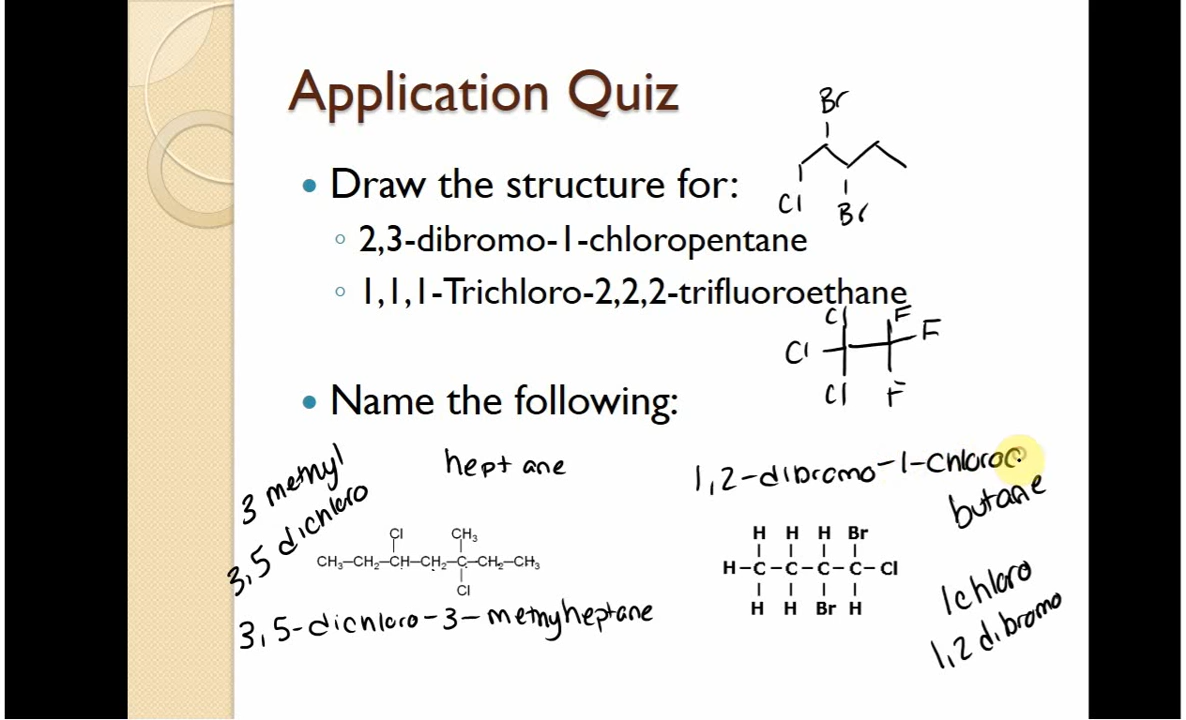 Application Quiz
Br
• Draw the structure for:
Cl Br
◦ 2,3-dibromo-1-chloropentane
◦ 1,1,1-Trichloro-2,2,2-trifluoroethane
Cl F
Cl F
Cl F
• Name the following:
3 methyl
3,5 dichloro
heptane
Cl CH₃
CH₃–CH₂–CH–CH₂–C–CH₂–CH₃
Cl
3,5-dichloro-3-methyheptane
1,2-dibromo-1-chloro
butane
H H H Br
H–C–C–C–C–Cl
H H Br H
1chloro
1,2 dibromo